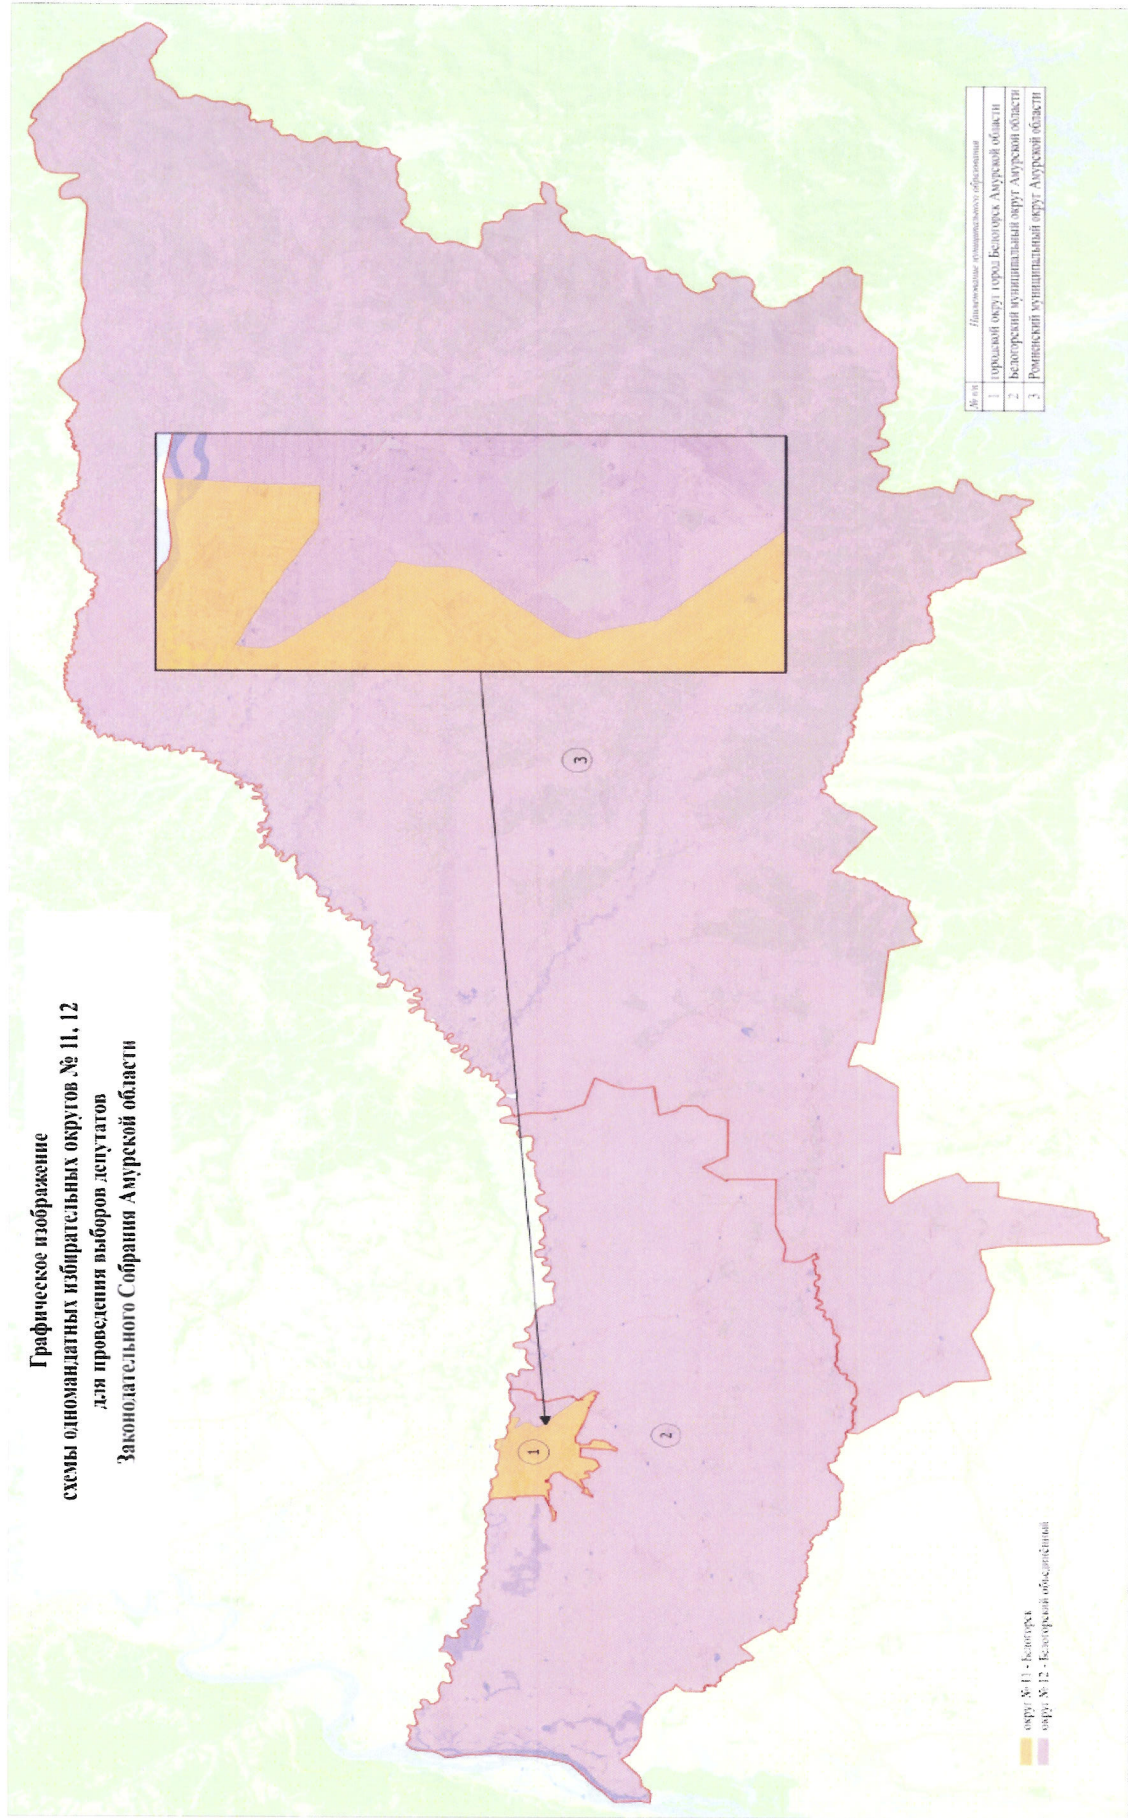 Графическое изображение
схемы одномандатных избирательных округов № 11, 12
для проведения выборов депутатов
Законодательного Собрания Амурской области
№ п/п Наименование муниципального образования
1 городской округ город Белогорск Амурской области
2 Белогорский муниципальный округ Амурской области
3 Ромненский муниципальный округ Амурской области
3
1
2
округ № 11 - Белогорск
округ № 12 - Белогорский объединённый